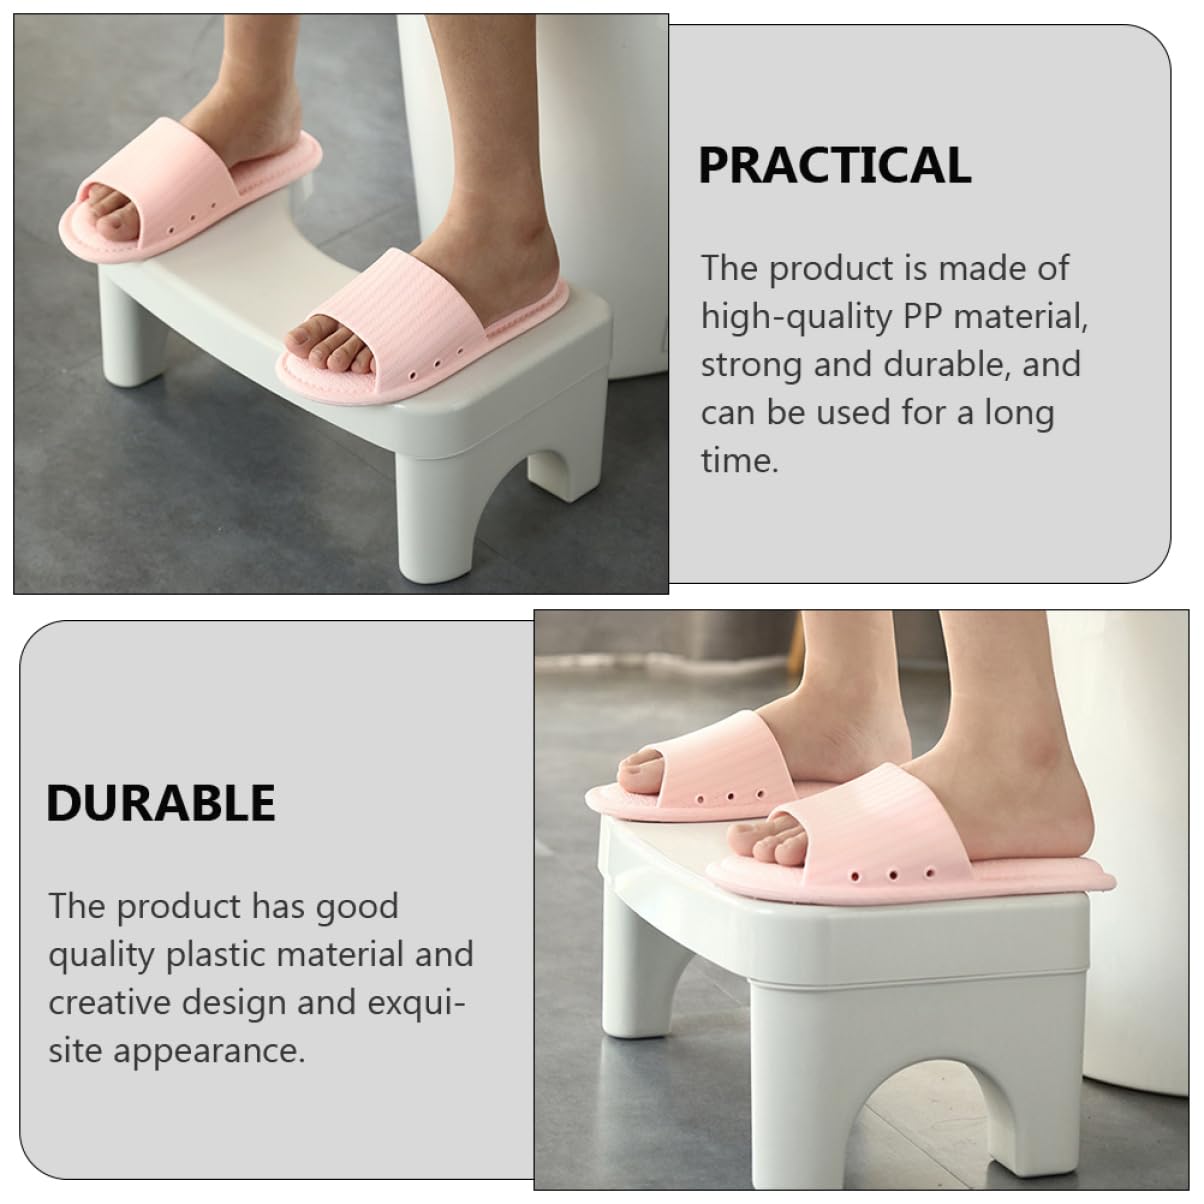 PRACTICAL
The product is made of
high-quality PP material,
strong and durable, and
can be used for a long
time.
DURABLE
The product has good
quality plastic material and
creative design and exqui-
site appearance.